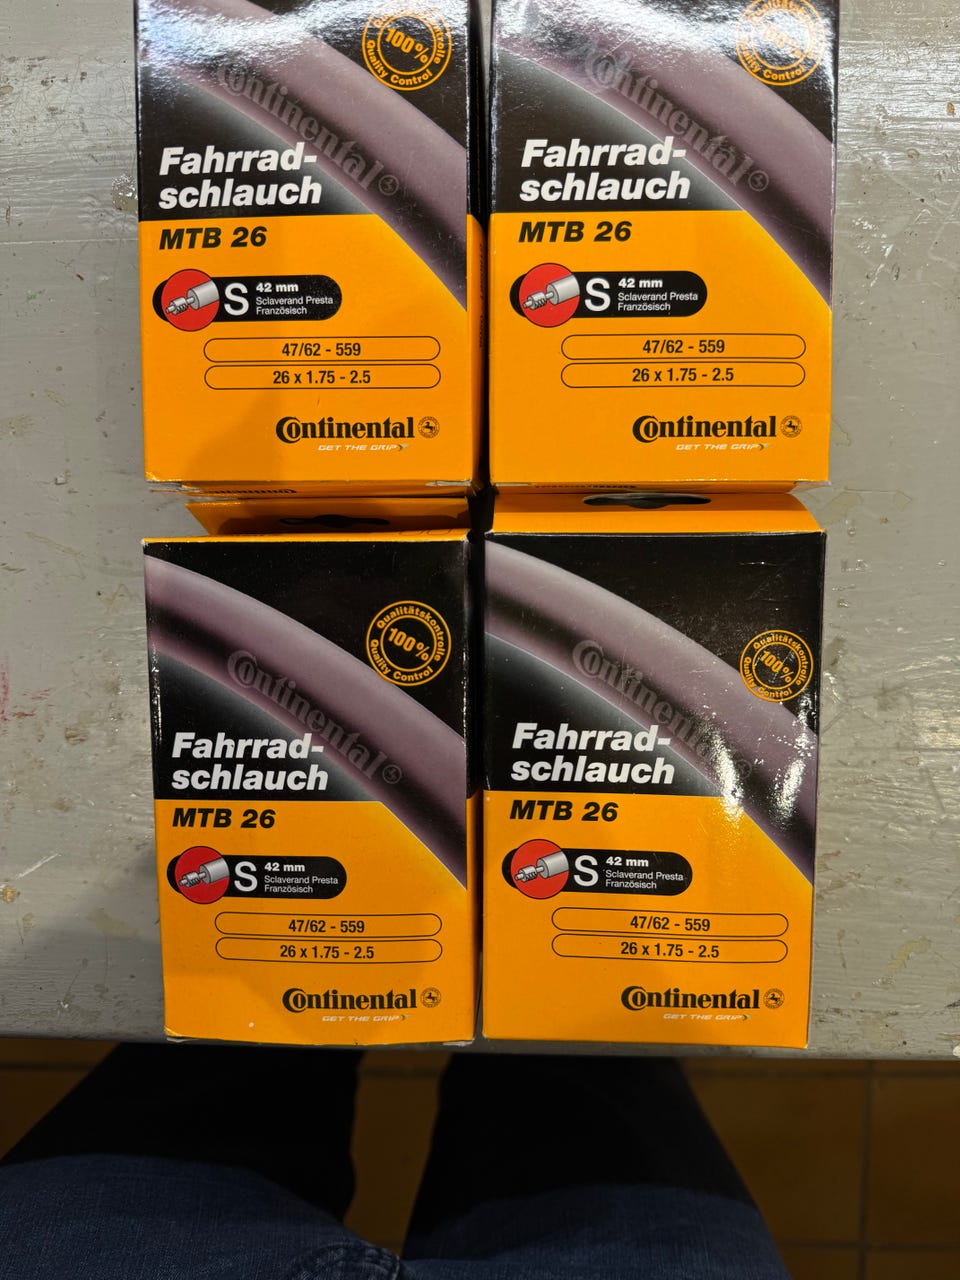 Qualitätskontrolle
100%
Quality Control
Continental
Fahrrad-
schlauch
MTB 26
S
42 mm
Sclaverand Presta
Französisch
47/62 - 559
26 x 1.75 - 2.5
Continental
GET THE GRIP
Qualitätskontrolle
100%
Quality Control
Continental
Fahrrad-
schlauch
MTB 26
S
42 mm
Sclaverand Presta
Französisch
47/62 - 559
26 x 1.75 - 2.5
Continental
GET THE GRIP
Qualitätskontrolle
100%
Quality Control
Continental
Fahrrad-
schlauch
MTB 26
S
42 mm
Sclaverand Presta
Französisch
47/62 - 559
26 x 1.75 - 2.5
Continental
GET THE GRIP
Qualitätskontrolle
100%
Quality Control
Continental
Fahrrad-
schlauch
MTB 26
S
42 mm
Sclaverand Presta
Französisch
47/62 - 559
26 x 1.75 - 2.5
Continental
GET THE GRIP